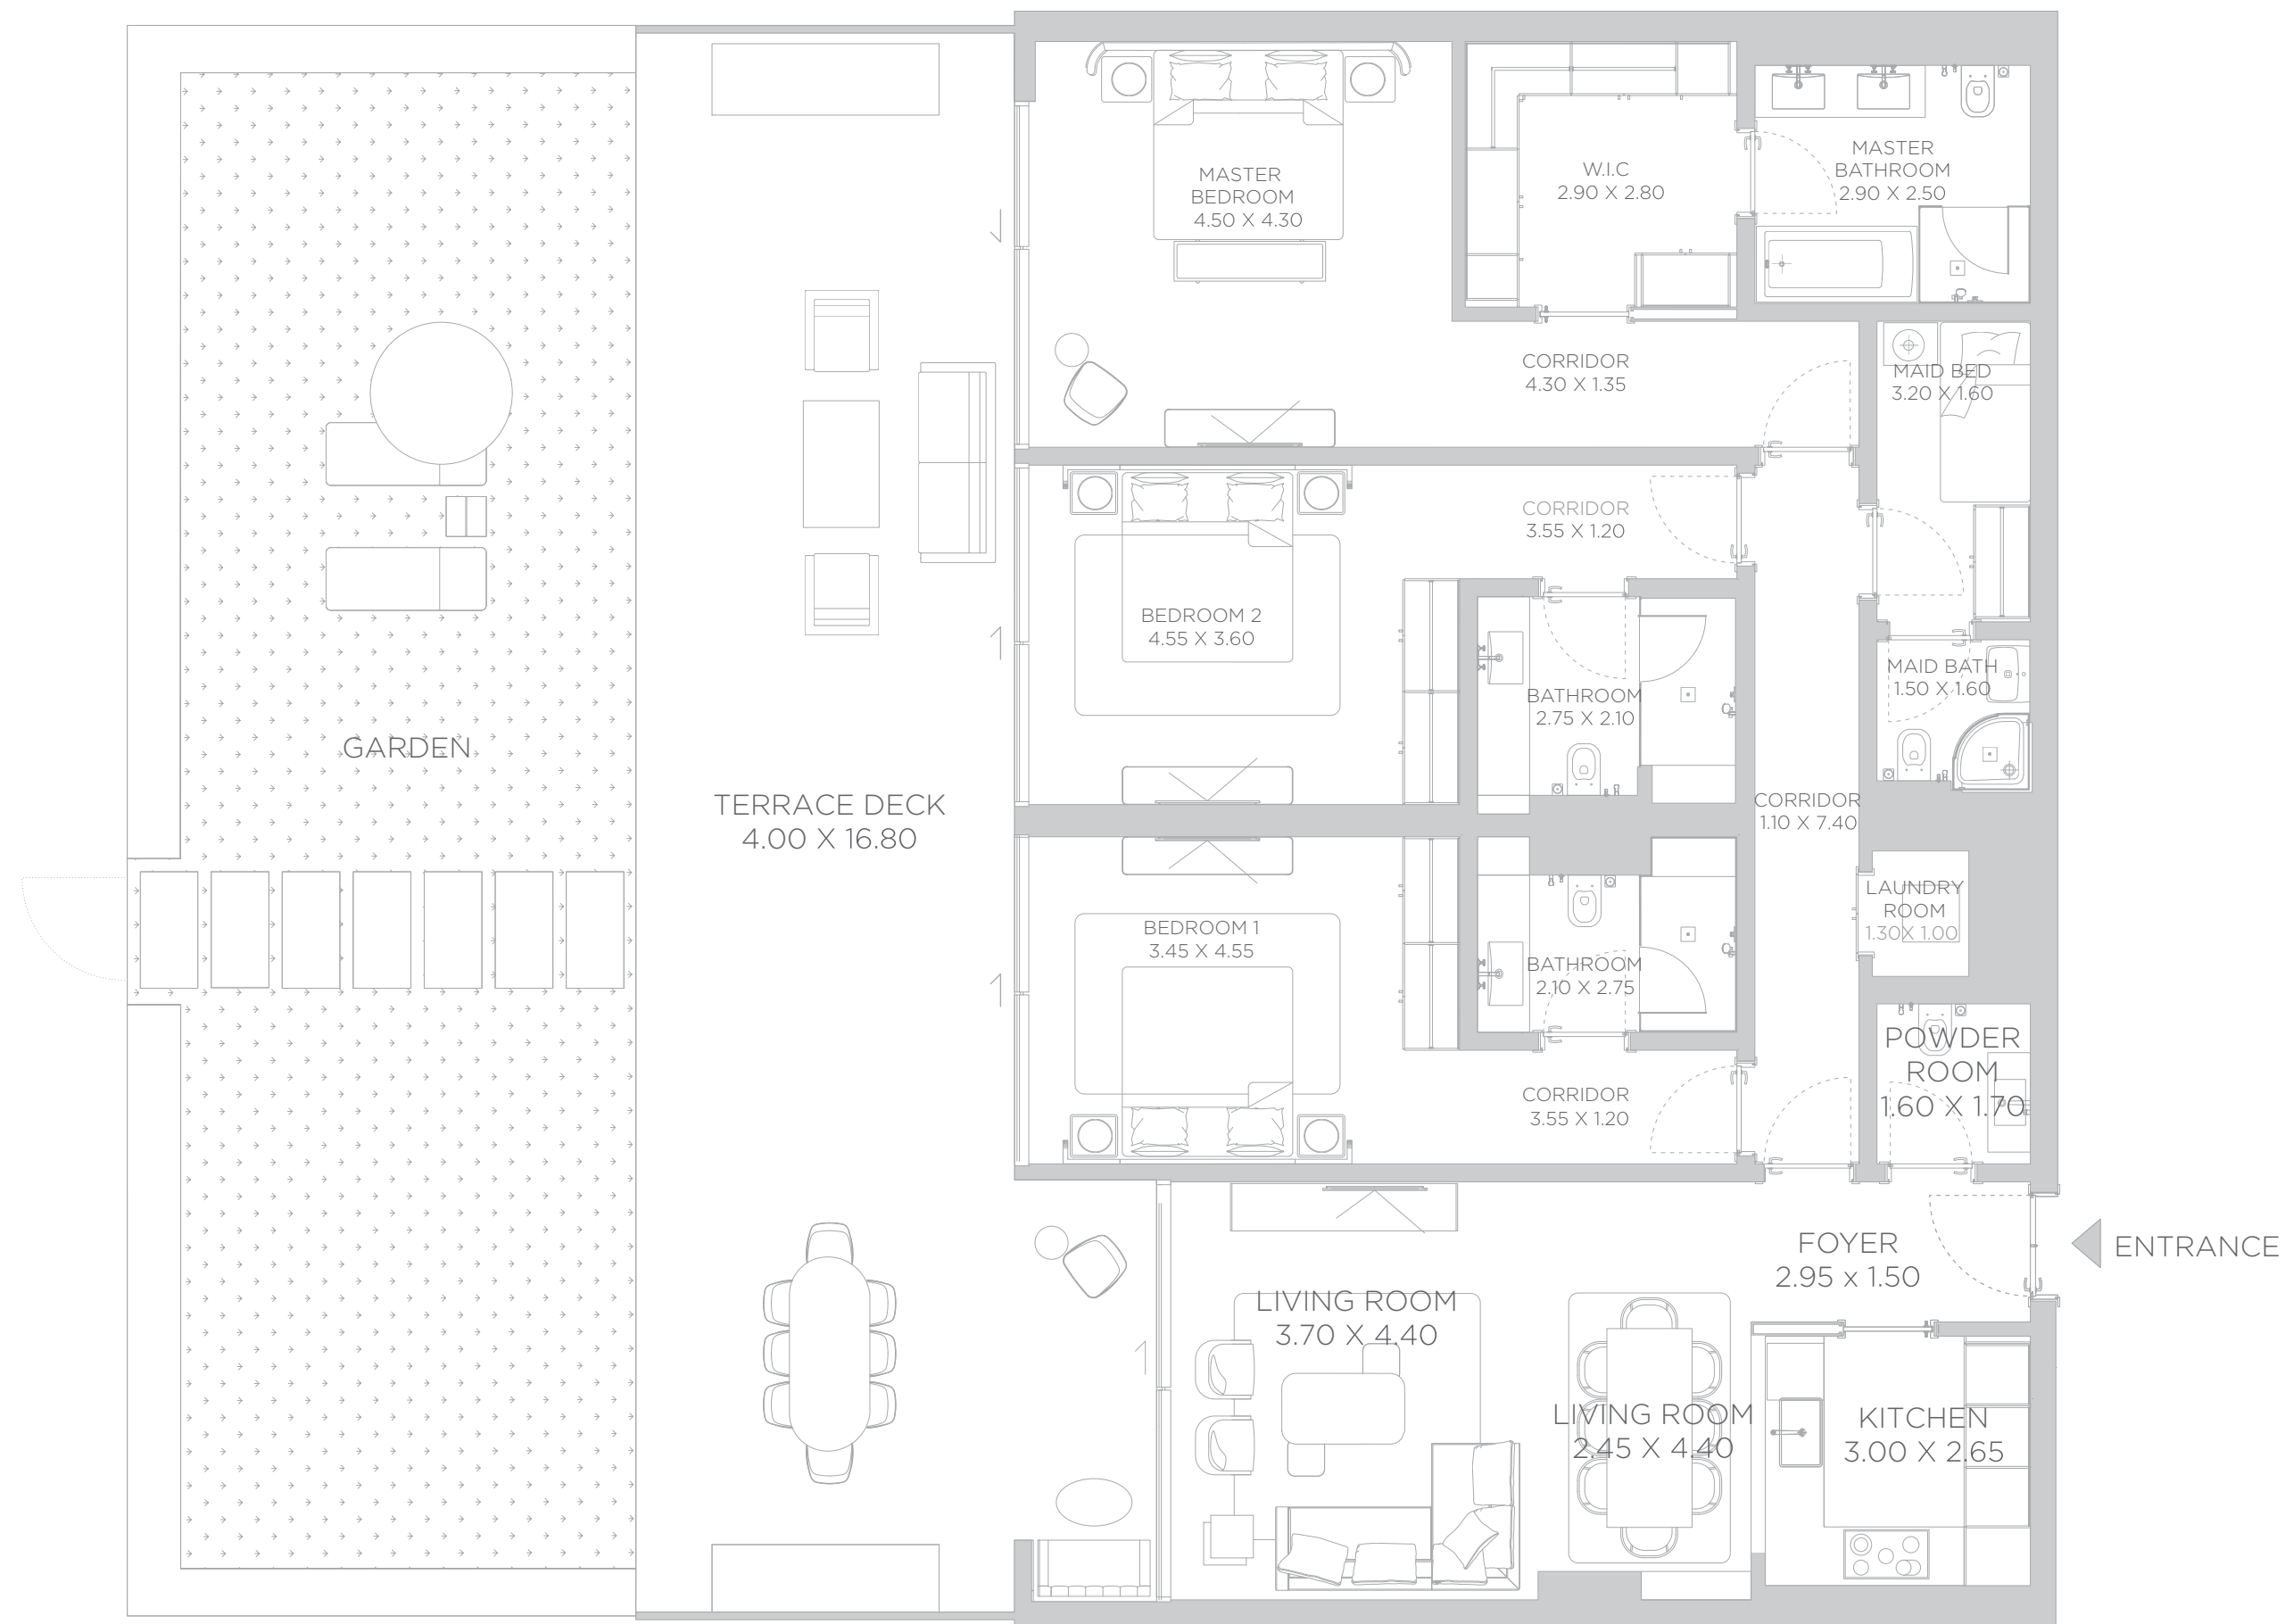 MASTER
BEDROOM
4.50 X 4.30
W.I.C
2.90 X 2.80
MASTER
BATHROOM
2.90 X 2.50
CORRIDOR
4.30 X 1.35
MAID BED
3.20 X 1.60
CORRIDOR
3.55 X 1.20
BEDROOM 2
4.55 X 3.60
BATHROOM
2.75 X 2.10
MAID BATH
1.50 X 1.60
GARDEN
TERRACE DECK
4.00 X 16.80
CORRIDOR
1.10 X 7.40
LAUNDRY
ROOM
1.30X 1.00
BEDROOM 1
3.45 X 4.55
BATHROOM
2.10 X 2.75
POWDER
ROOM
1.60 X 1.70
CORRIDOR
3.55 X 1.20
FOYER
2.95 x 1.50
ENTRANCE
LIVING ROOM
3.70 X 4.40
LIVING ROOM
2.45 X 4.40
KITCHEN
3.00 X 2.65